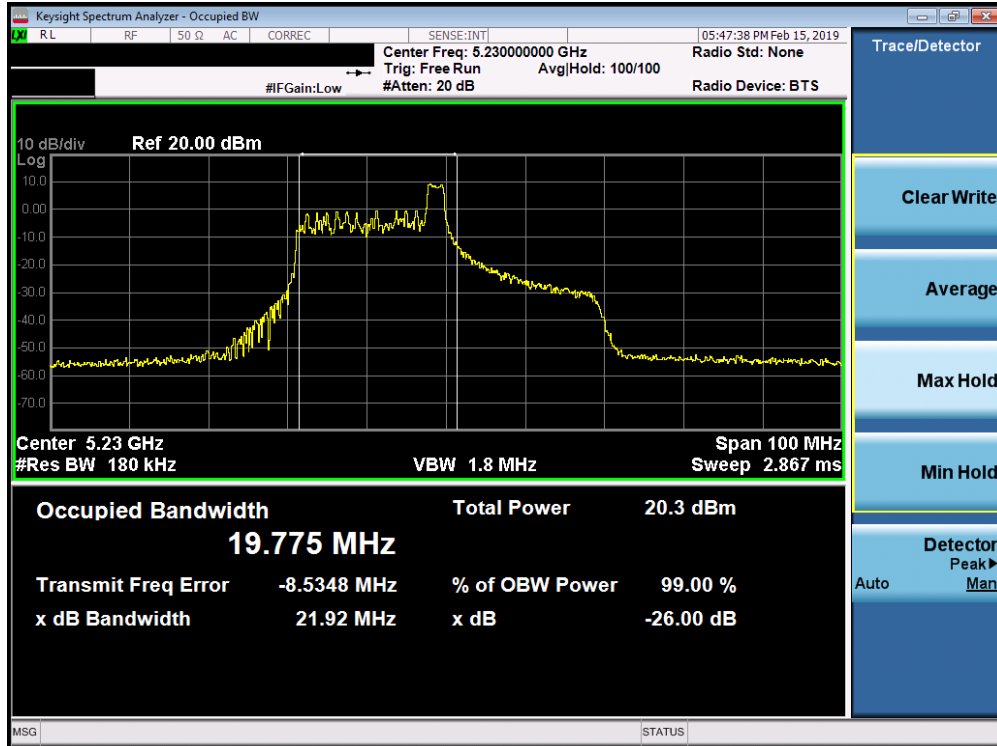 Keysight Spectrum Analyzer - Occupied BW
LXI RL RF 50 Ω AC CORREC SENSE:INT 05:47:38 PM Feb 15, 2019
Center Freq: 5.230000000 GHz Radio Std: None
Trig: Free Run Avg|Hold: 100/100
#IFGain:Low #Atten: 20 dB Radio Device: BTS
10 dB/div Ref 20.00 dBm
Log
10.0
0.00
-10.0
-20.0
-30.0
-40.0
-50.0
-60.0
-70.0
Center 5.23 GHz Span 100 MHz
#Res BW 180 kHz VBW 1.8 MHz Sweep 2.867 ms
Occupied Bandwidth Total Power 20.3 dBm
19.775 MHz
Transmit Freq Error -8.5348 MHz % of OBW Power 99.00 %
x dB Bandwidth 21.92 MHz x dB -26.00 dB
MSG STATUS
Trace/Detector
Clear Write
Average
Max Hold
Min Hold
Detector
Peak▶
Auto Man